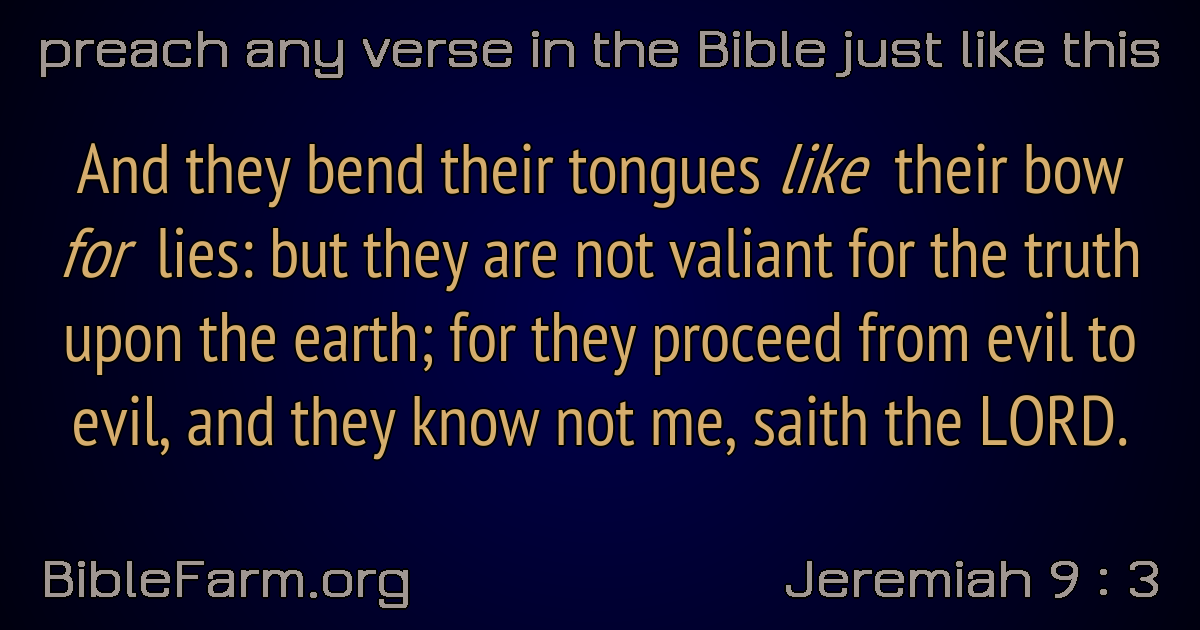 preach any verse in the Bible just like this
And they bend their tongues like their bow
for lies: but they are not valiant for the truth
upon the earth; for they proceed from evil to
evil, and they know not me, saith the LORD.
BibleFarm.org
Jeremiah 9 : 3